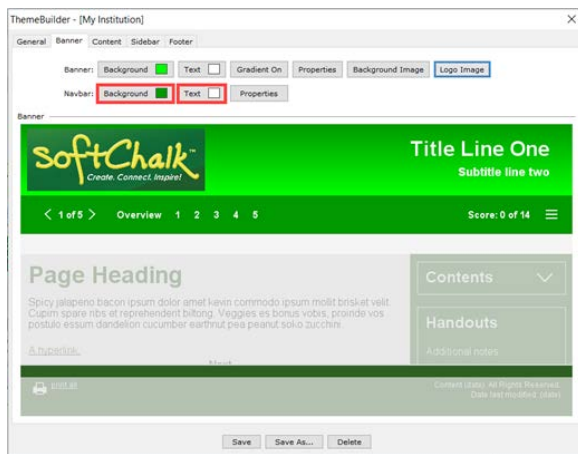 ThemeBuilder - [My Institution]
General Banner Content Sidebar Footer
Banner: Background Text Gradient On Properties Background Image Logo Image
Navbar: Background Text Properties
Banner
SoftChalk™
Create. Connect. Inspire!
Title Line One
Subtitle line two
1 of 5 Overview 1 2 3 4 5 Score: 0 of 14
Page Heading
Spicy jalapeno bacon ipsum dolor amet kevin commodo ipsum mollit brisket velit.
Cupim spare ribs et reprehenderit biltong. Veggies es bonus vobis, proinde vos
postulo essum dandelion cucumber earthnut pea peanut soko zucchini.
A hyperlink.
Next
Contents
Handouts
Additional notes
print all
Content (date). All Rights Reserved.
Date last modified: (date)
Save Save As... Delete